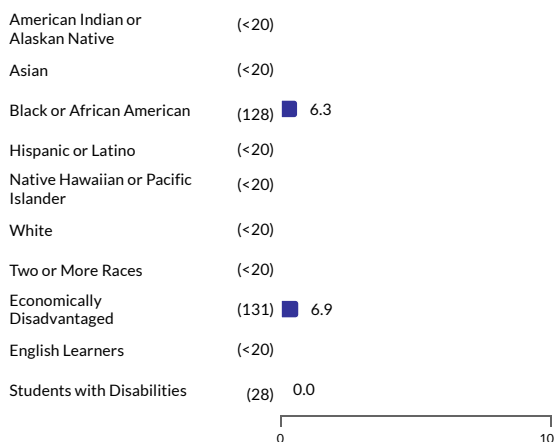 American Indian or
Alaskan Native (<20)
Asian (<20)
Black or African American (128) 6.3
Hispanic or Latino (<20)
Native Hawaiian or Pacific
Islander (<20)
White (<20)
Two or More Races (<20)
Economically
Disadvantaged (131) 6.9
English Learners (<20)
Students with Disabilities (28) 0.0
0 10